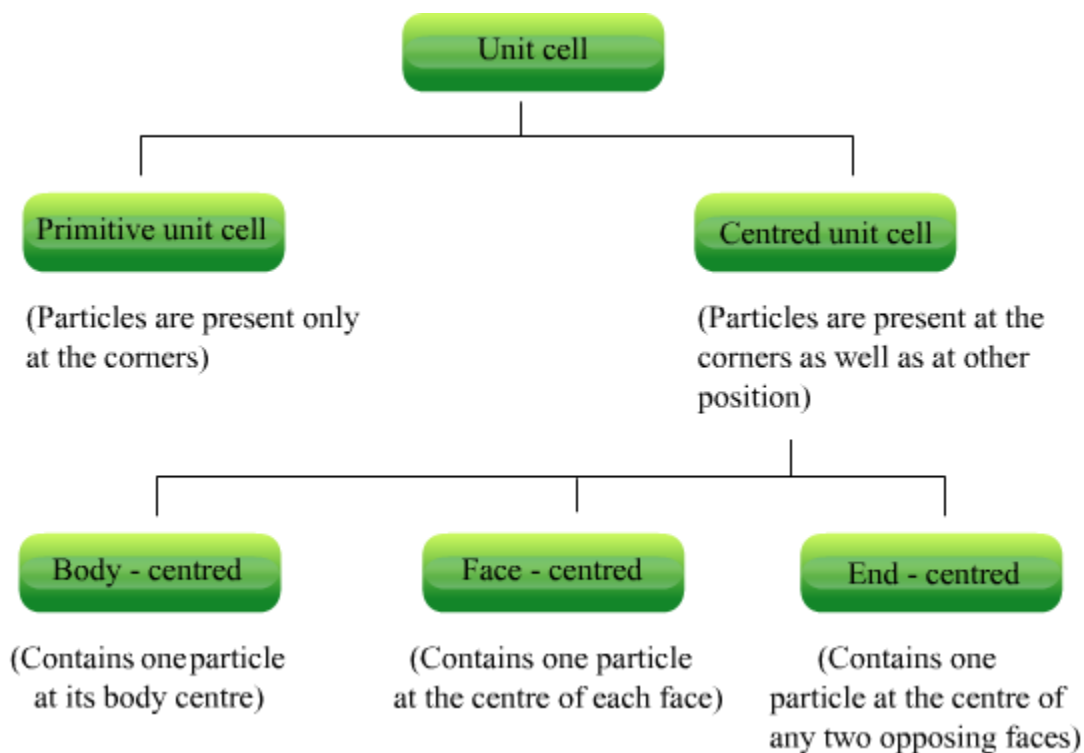 Unit cell
Primitive unit cell
Centred unit cell
(Particles are present only
at the corners)
(Particles are present at the
corners as well as at other
position)
Body - centred
Face - centred
End - centred
(Contains one particle
at its body centre)
(Contains one particle
at the centre of each face)
(Contains one
particle at the centre of
any two opposing faces)